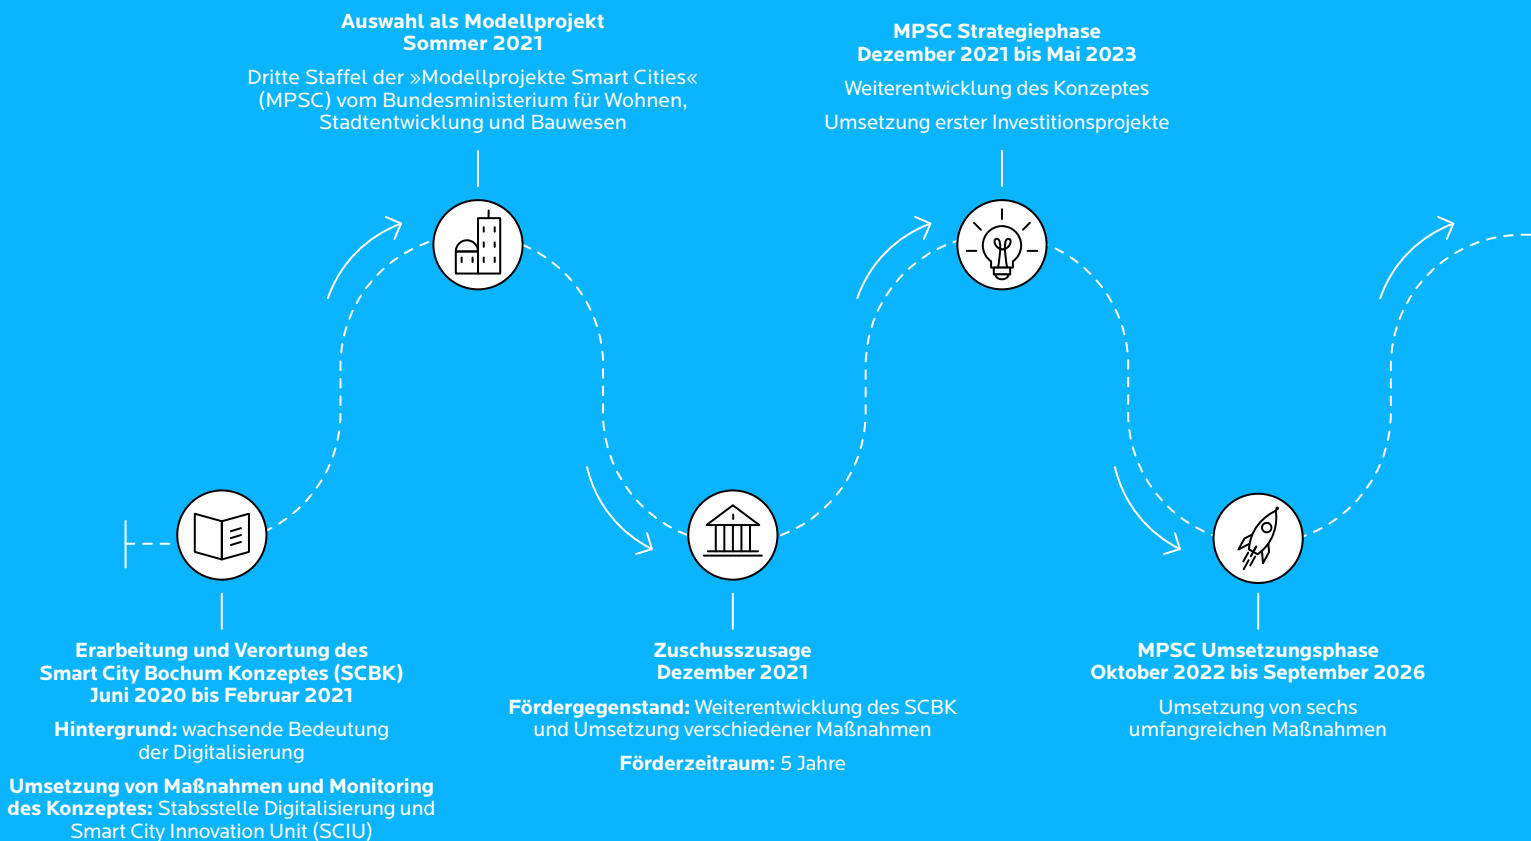 Auswahl als Modellprojekt
Sommer 2021
Dritte Staffel der »Modellprojekte Smart Cities«
(MPSC) vom Bundesministerium für Wohnen,
Stadtentwicklung und Bauwesen
MPSC Strategiephase
Dezember 2021 bis Mai 2023
Weiterentwicklung des Konzeptes
Umsetzung erster Investitionsprojekte
Erarbeitung und Verortung des
Smart City Bochum Konzeptes (SCBK)
Juni 2020 bis Februar 2021
Hintergrund: wachsende Bedeutung
der Digitalisierung
Umsetzung von Maßnahmen und Monitoring
des Konzeptes: Stabsstelle Digitalisierung und
Smart City Innovation Unit (SCIU)
Zuschusszusage
Dezember 2021
Fördergegenstand: Weiterentwicklung des SCBK
und Umsetzung verschiedener Maßnahmen
Förderzeitraum: 5 Jahre
MPSC Umsetzungsphase
Oktober 2022 bis September 2026
Umsetzung von sechs
umfangreichen Maßnahmen